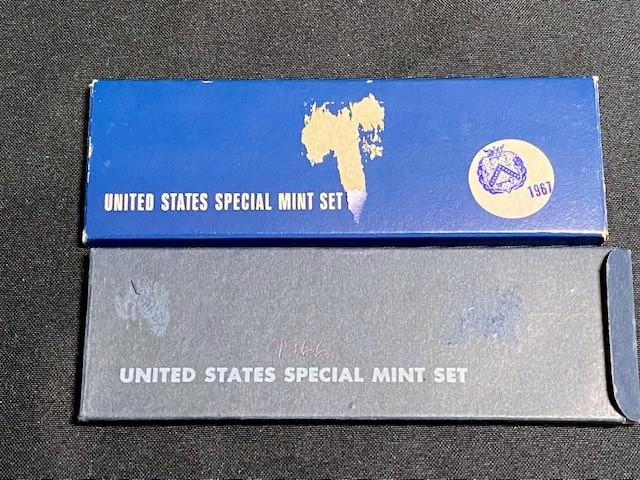 UNITED STATES SPECIAL MINT SET
1967
1966
UNITED STATES SPECIAL MINT SET